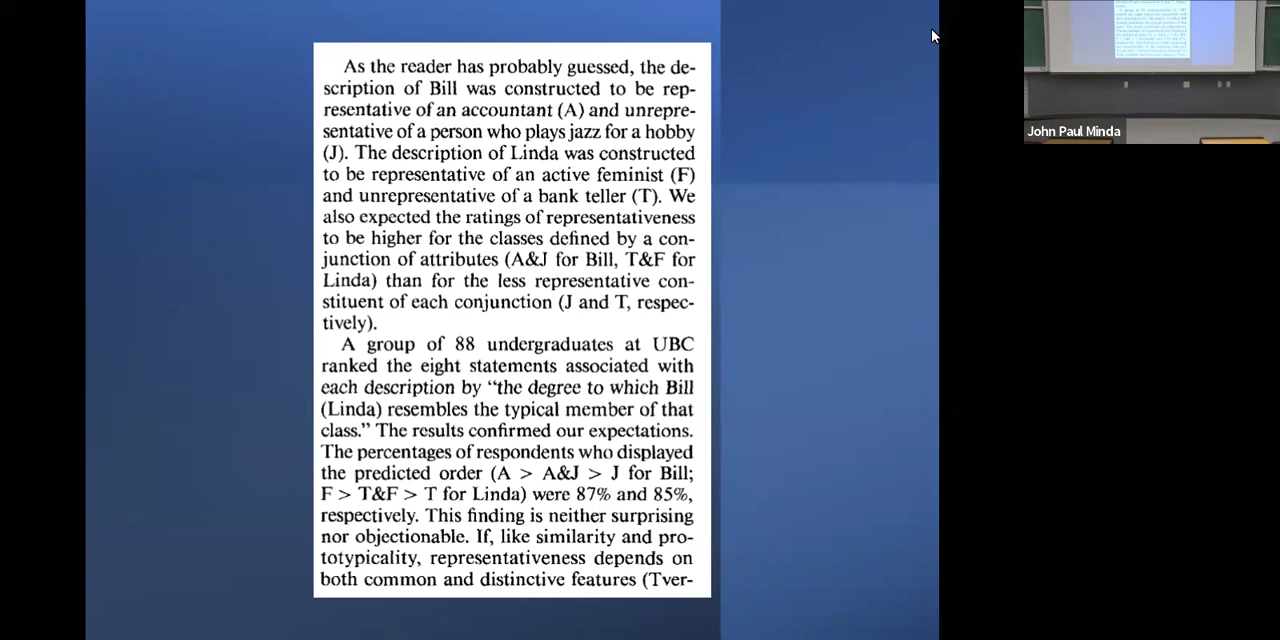 As the reader has probably guessed, the de-
scription of Bill was constructed to be rep-
resentative of an accountant (A) and unrepre-
sentative of a person who plays jazz for a hobby
(J). The description of Linda was constructed
to be representative of an active feminist (F)
and unrepresentative of a bank teller (T). We
also expected the ratings of representativeness
to be higher for the classes defined by a con-
junction of attributes (A&J for Bill, T&F for
Linda) than for the less representative con-
stituent of each conjunction (J and T, respec-
tively).
A group of 88 undergraduates at UBC
ranked the eight statements associated with
each description by “the degree to which Bill
(Linda) resembles the typical member of that
class.” The results confirmed our expectations.
The percentages of respondents who displayed
the predicted order (A > A&J > J for Bill;
F > T&F > T for Linda) were 87% and 85%,
respectively. This finding is neither surprising
nor objectionable. If, like similarity and pro-
totypicality, representativeness depends on
both common and distinctive features (Tver-
John Paul Minda